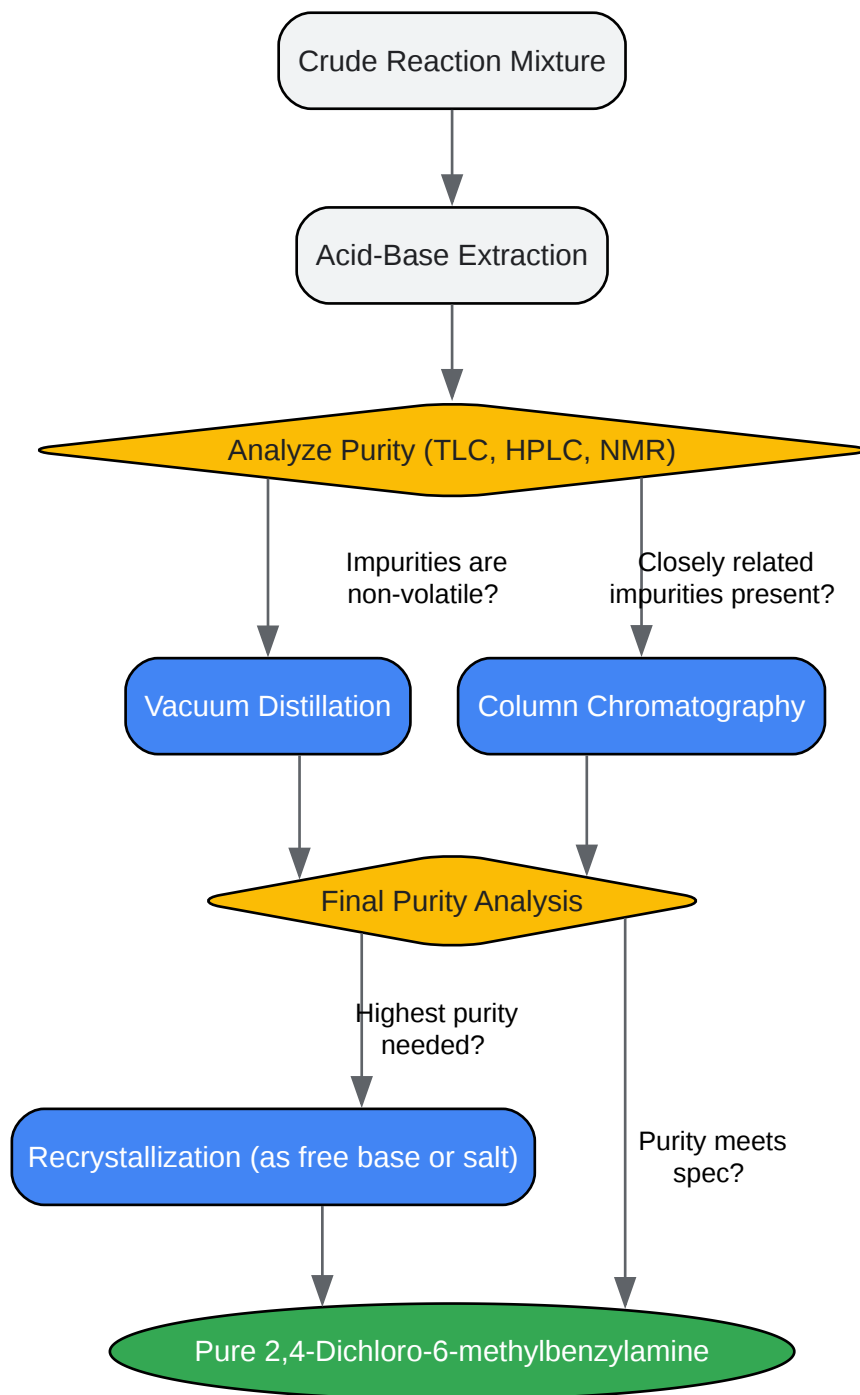 Crude Reaction Mixture
Acid-Base Extraction
Analyze Purity (TLC, HPLC, NMR)
Impurities are
non-volatile?
Closely related
impurities present?
Vacuum Distillation
Column Chromatography
Final Purity Analysis
Highest purity
needed?
Recrystallization (as free base or salt)
Purity meets
spec?
Pure 2,4-Dichloro-6-methylbenzylamine